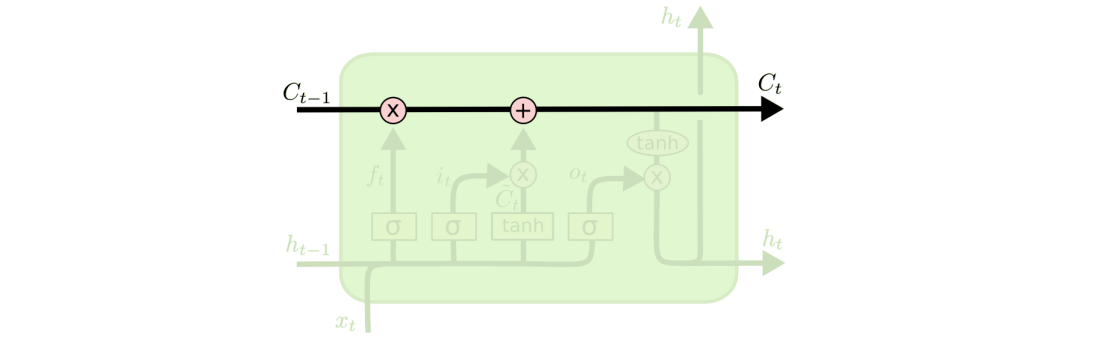 h_t
C_{t-1}
C_t
x
+
tanh
f_t
i_t
x
o_t
x
C̃_t
σ
σ
tanh
σ
h_{t-1}
h_t
x_t